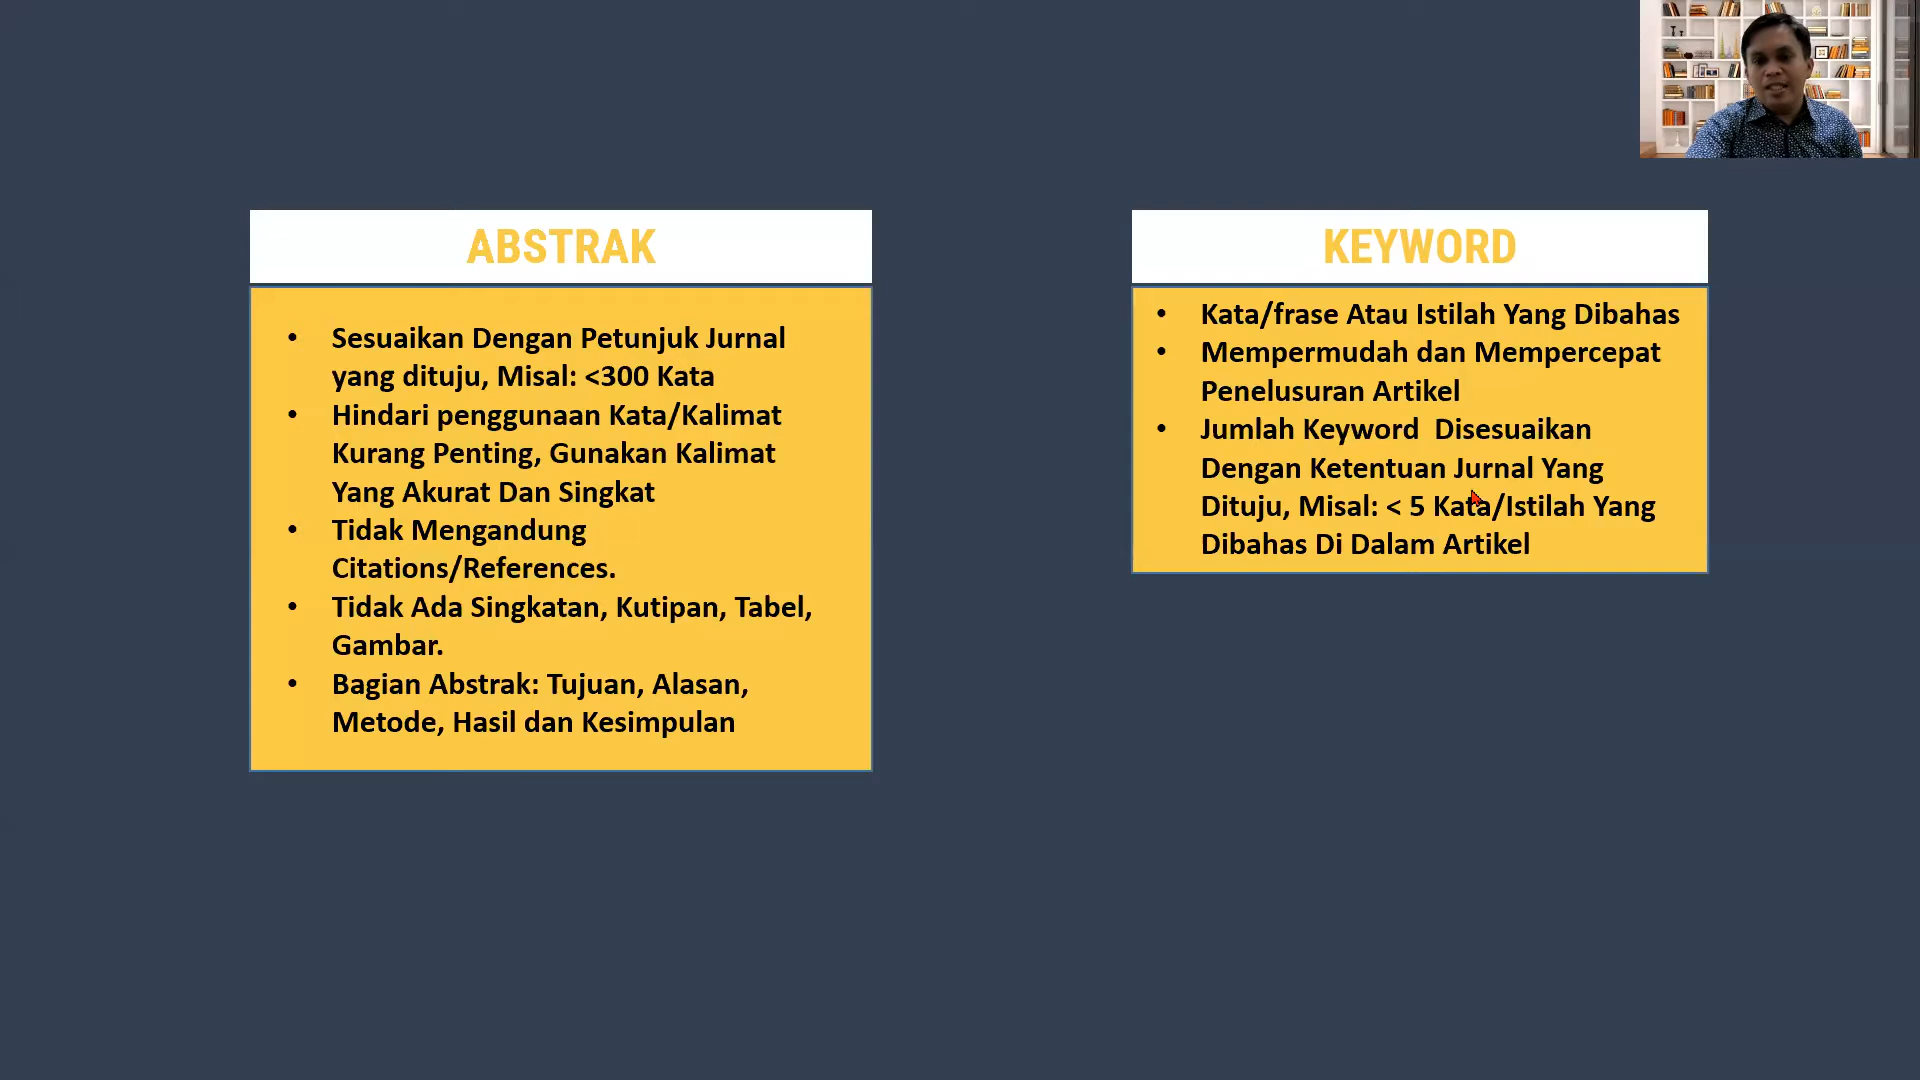 ABSTRAK
• Sesuaikan Dengan Petunjuk Jurnal
yang dituju, Misal: <300 Kata
• Hindari penggunaan Kata/Kalimat
Kurang Penting, Gunakan Kalimat
Yang Akurat Dan Singkat
• Tidak Mengandung
Citations/References.
• Tidak Ada Singkatan, Kutipan, Tabel,
Gambar.
• Bagian Abstrak: Tujuan, Alasan,
Metode, Hasil dan Kesimpulan
KEYWORD
• Kata/frase Atau Istilah Yang Dibahas
• Mempermudah dan Mempercepat
Penelusuran Artikel
• Jumlah Keyword  Disesuaikan
Dengan Ketentuan Jurnal Yang
Dituju, Misal: < 5 Kata/Istilah Yang
Dibahas Di Dalam Artikel